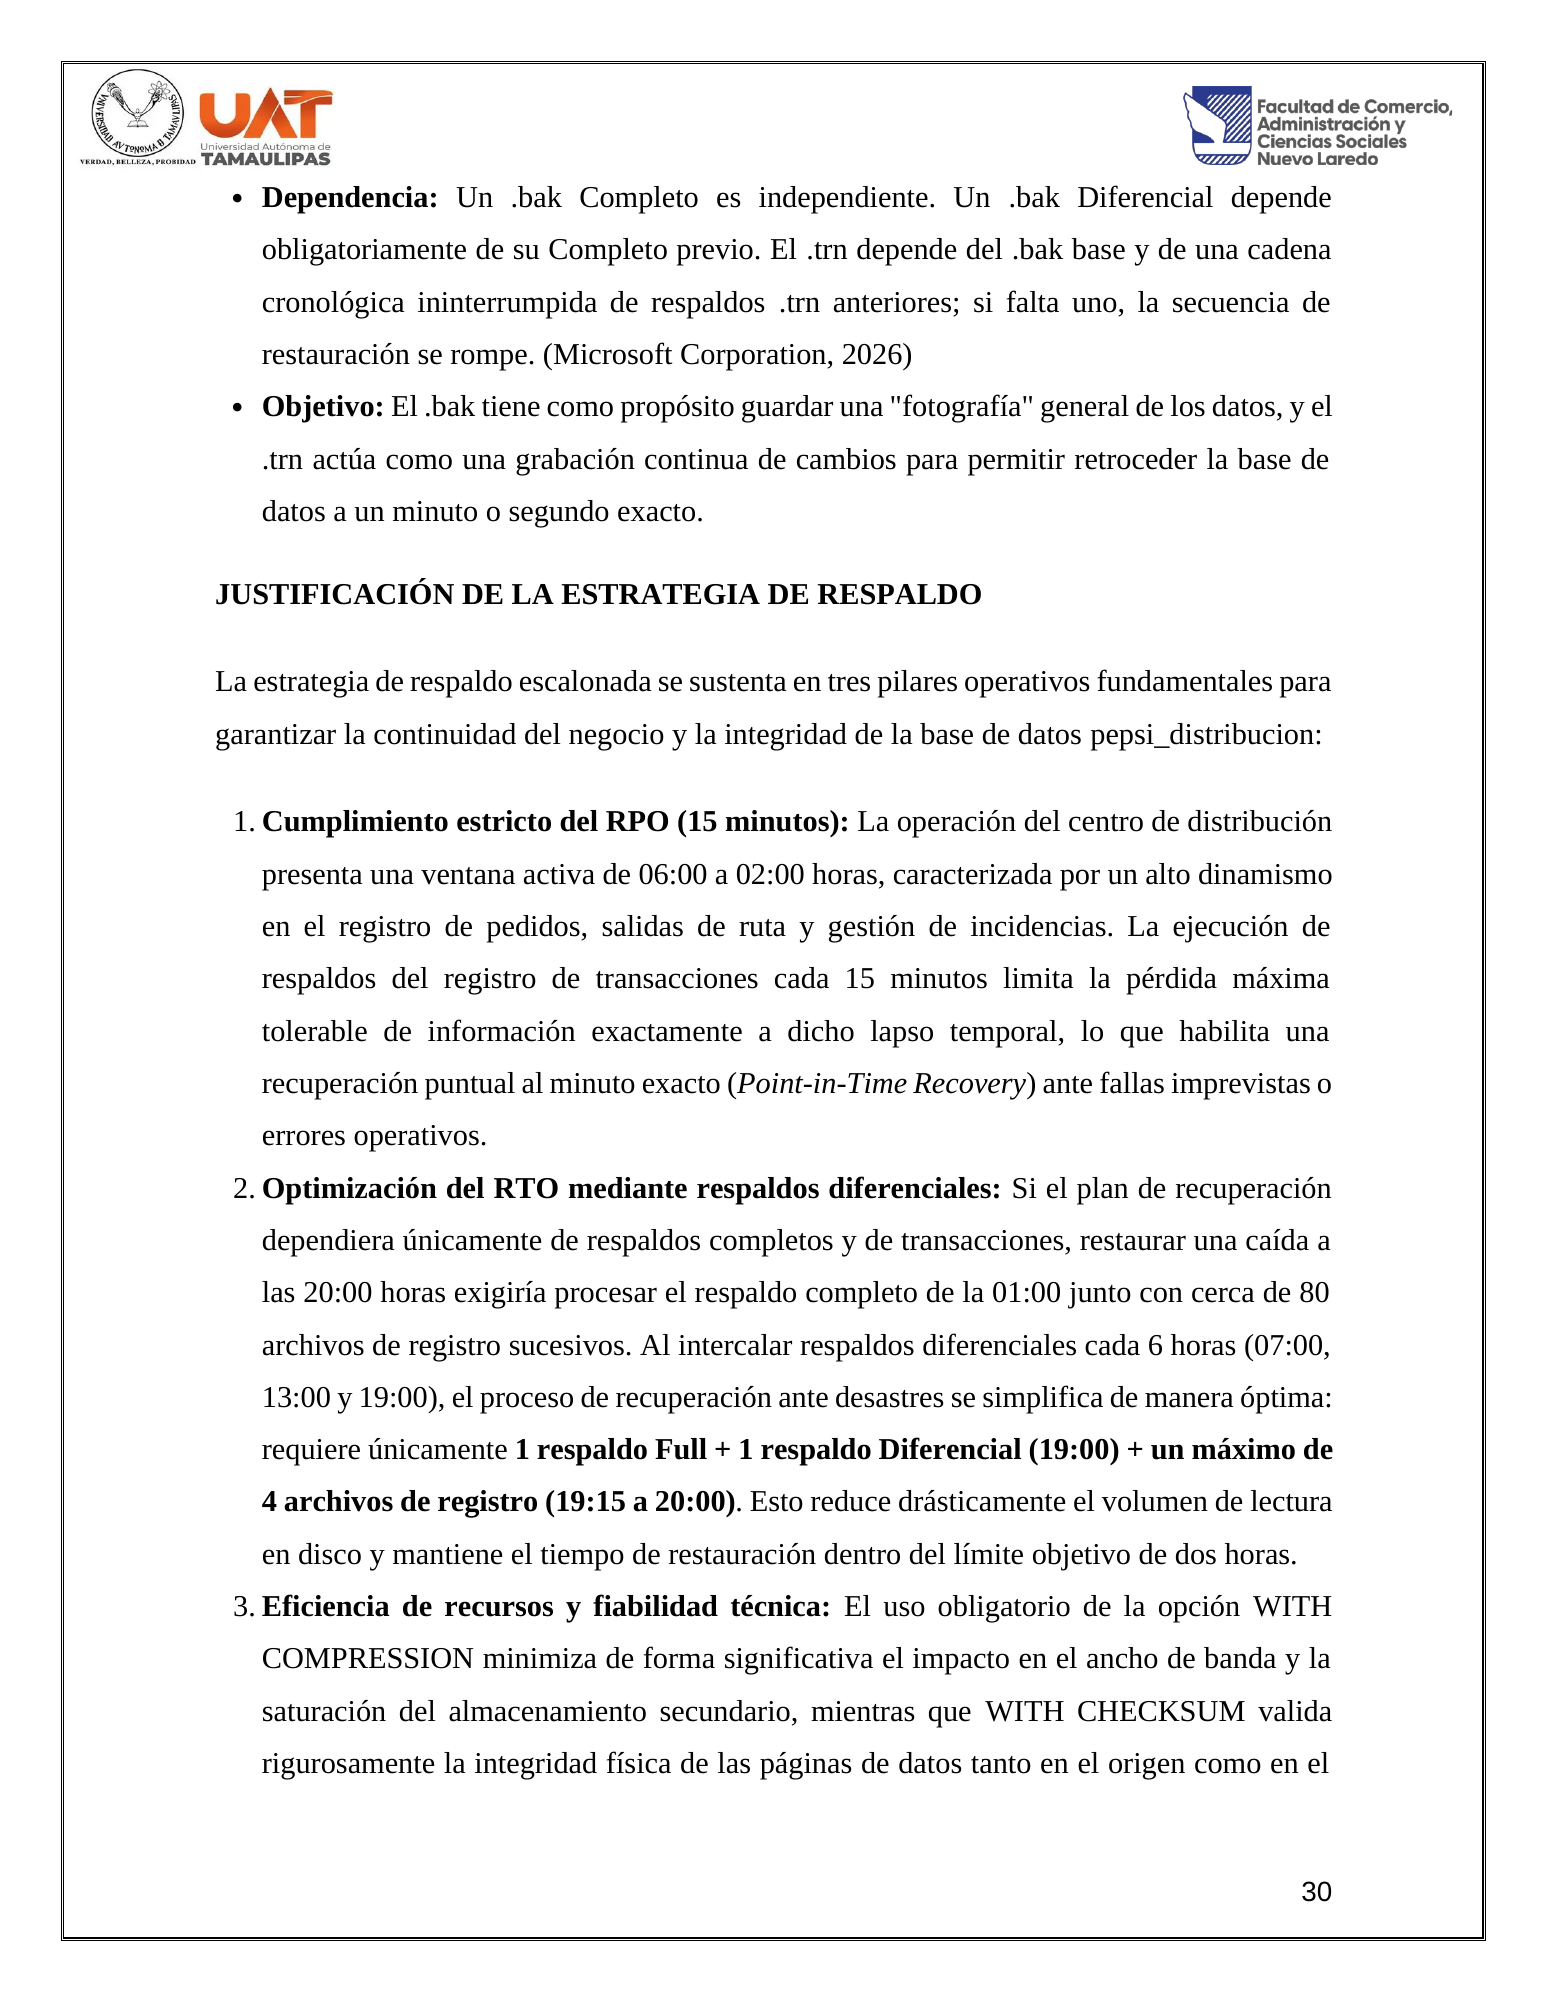 VNIVERSIDAD AVTONOMA D TAMAVLIPAS
VERDAD, BELLEZA, PROBIDAD
UAT
Universidad Autónoma de
TAMAULIPAS
Facultad de Comercio,
Administración y
Ciencias Sociales
Nuevo Laredo
• Dependencia: Un .bak Completo es independiente. Un .bak Diferencial depende
obligatoriamente de su Completo previo. El .trn depende del .bak base y de una cadena
cronológica ininterrumpida de respaldos .trn anteriores; si falta uno, la secuencia de
restauración se rompe. (Microsoft Corporation, 2026)
• Objetivo: El .bak tiene como propósito guardar una "fotografía" general de los datos, y el
.trn actúa como una grabación continua de cambios para permitir retroceder la base de
datos a un minuto o segundo exacto.
JUSTIFICACIÓN DE LA ESTRATEGIA DE RESPALDO
La estrategia de respaldo escalonada se sustenta en tres pilares operativos fundamentales para
garantizar la continuidad del negocio y la integridad de la base de datos pepsi_distribucion:
1. Cumplimiento estricto del RPO (15 minutos): La operación del centro de distribución
presenta una ventana activa de 06:00 a 02:00 horas, caracterizada por un alto dinamismo
en el registro de pedidos, salidas de ruta y gestión de incidencias. La ejecución de
respaldos del registro de transacciones cada 15 minutos limita la pérdida máxima
tolerable de información exactamente a dicho lapso temporal, lo que habilita una
recuperación puntual al minuto exacto (Point-in-Time Recovery) ante fallas imprevistas o
errores operativos.
2. Optimización del RTO mediante respaldos diferenciales: Si el plan de recuperación
dependiera únicamente de respaldos completos y de transacciones, restaurar una caída a
las 20:00 horas exigiría procesar el respaldo completo de la 01:00 junto con cerca de 80
archivos de registro sucesivos. Al intercalar respaldos diferenciales cada 6 horas (07:00,
13:00 y 19:00), el proceso de recuperación ante desastres se simplifica de manera óptima:
requiere únicamente 1 respaldo Full + 1 respaldo Diferencial (19:00) + un máximo de
4 archivos de registro (19:15 a 20:00). Esto reduce drásticamente el volumen de lectura
en disco y mantiene el tiempo de restauración dentro del límite objetivo de dos horas.
3. Eficiencia de recursos y fiabilidad técnica: El uso obligatorio de la opción WITH
COMPRESSION minimiza de forma significativa el impacto en el ancho de banda y la
saturación del almacenamiento secundario, mientras que WITH CHECKSUM valida
rigurosamente la integridad física de las páginas de datos tanto en el origen como en el
30